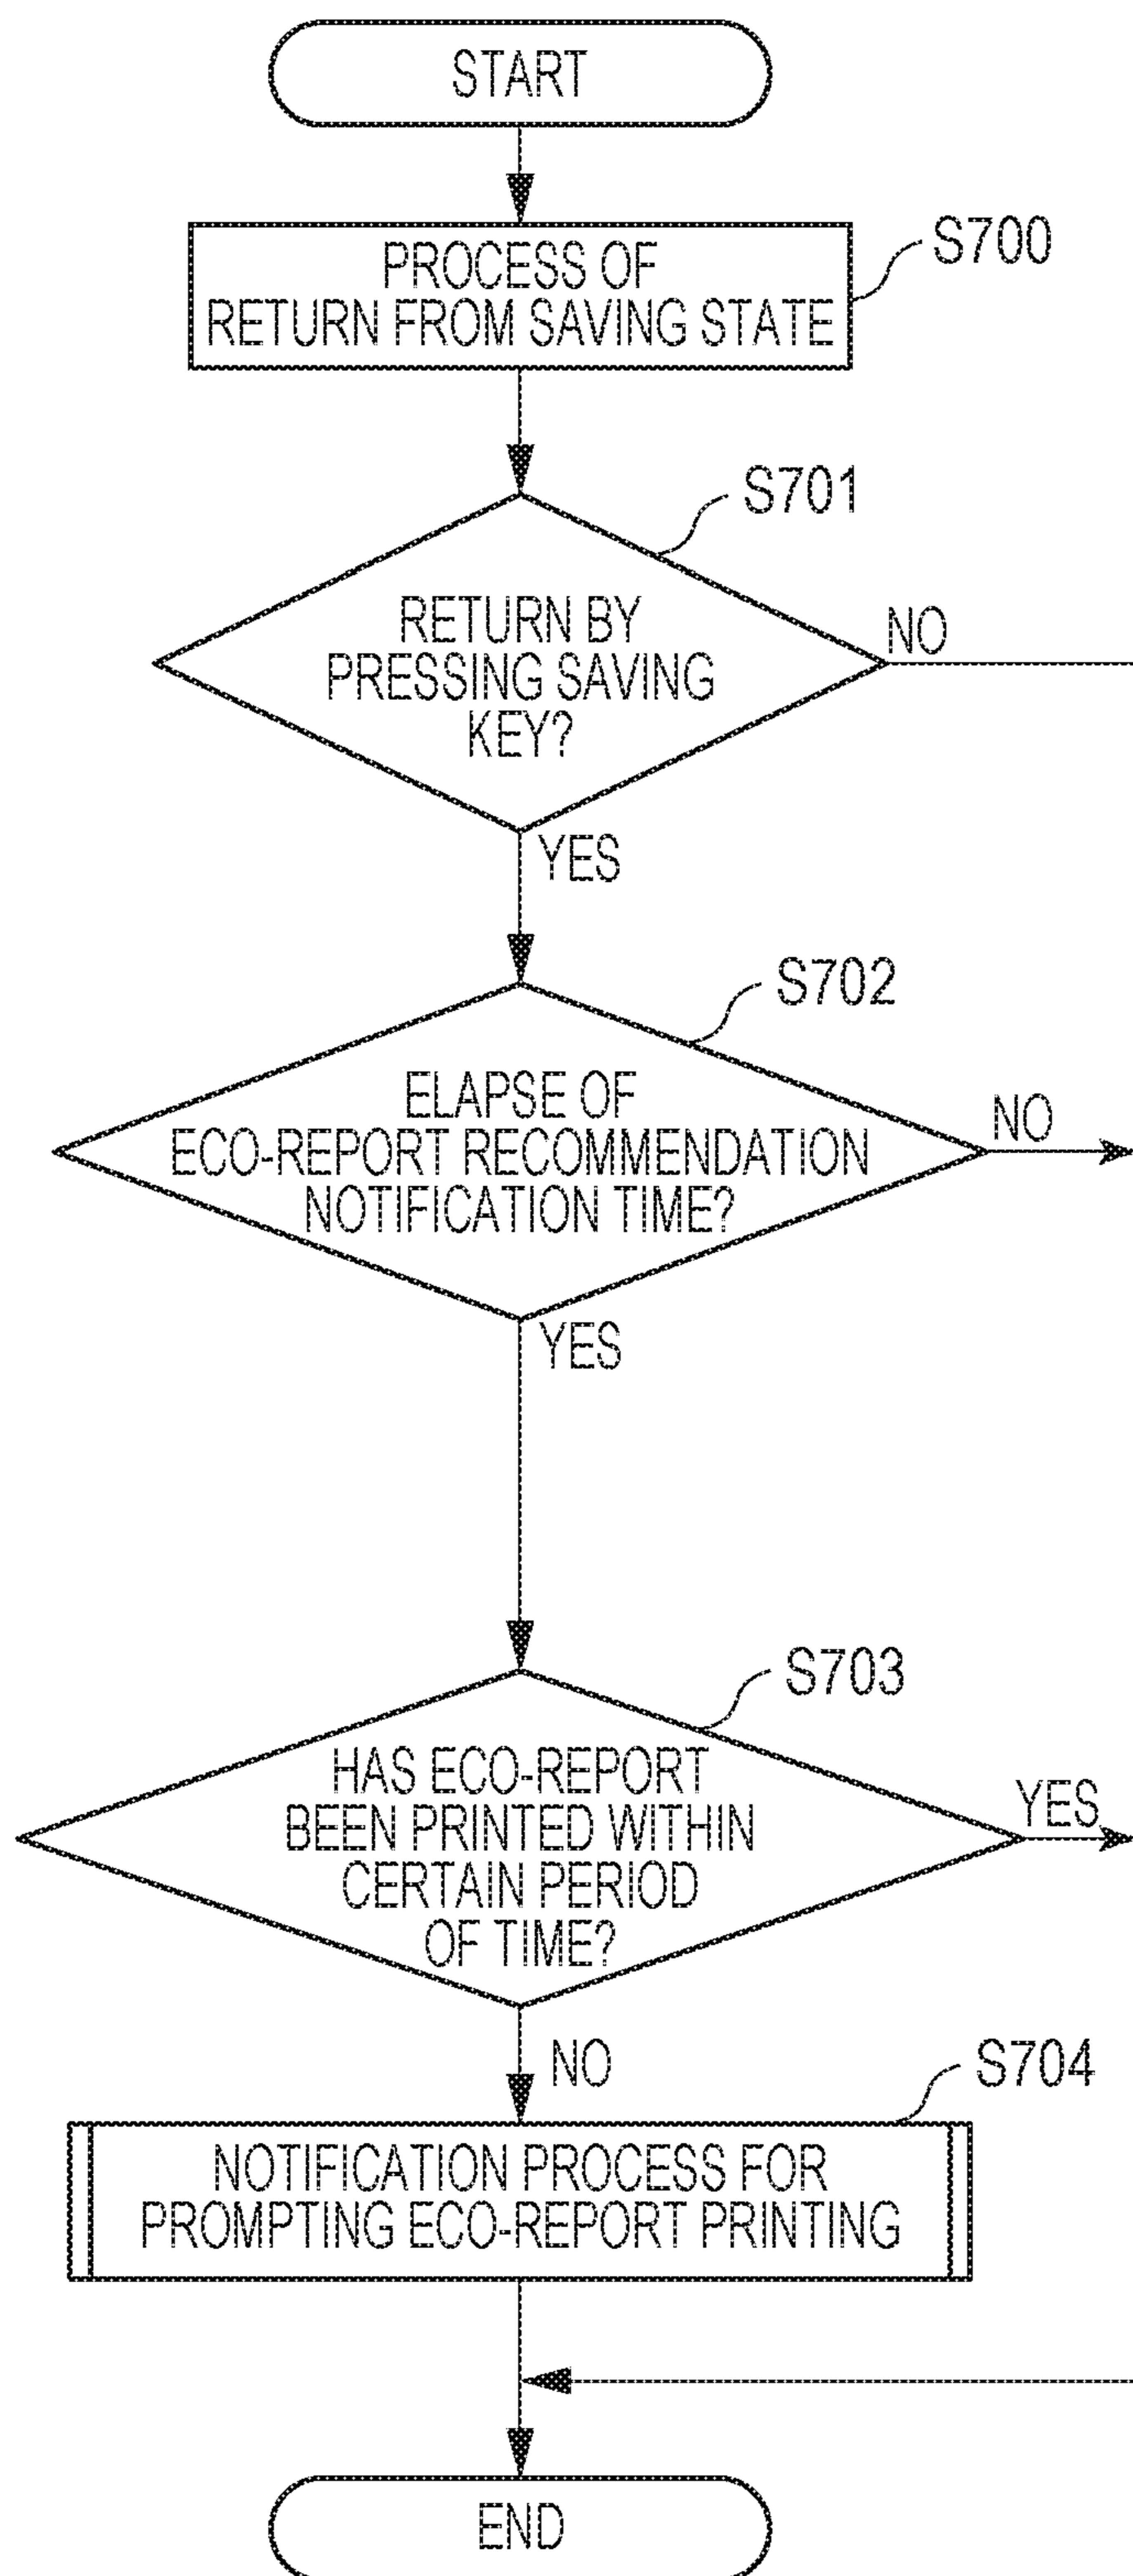 START
PROCESS OF
RETURN FROM SAVING STATE
S700
S701
RETURN BY
PRESSING SAVING
KEY?
NO
YES
S702
ELAPSE OF
ECO-REPORT RECOMMENDATION
NOTIFICATION TIME?
NO
YES
S703
HAS ECO-REPORT
BEEN PRINTED WITHIN
CERTAIN PERIOD
OF TIME?
YES
NO
S704
NOTIFICATION PROCESS FOR
PROMPTING ECO-REPORT PRINTING
END